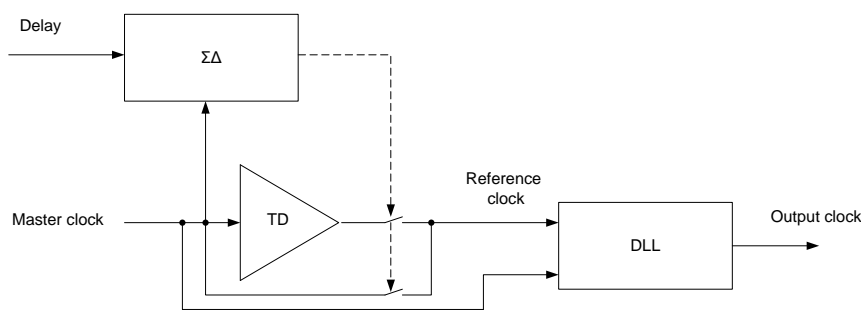 Delay
ΣΔ
Master clock
TD
Reference
clock
DLL
Output clock